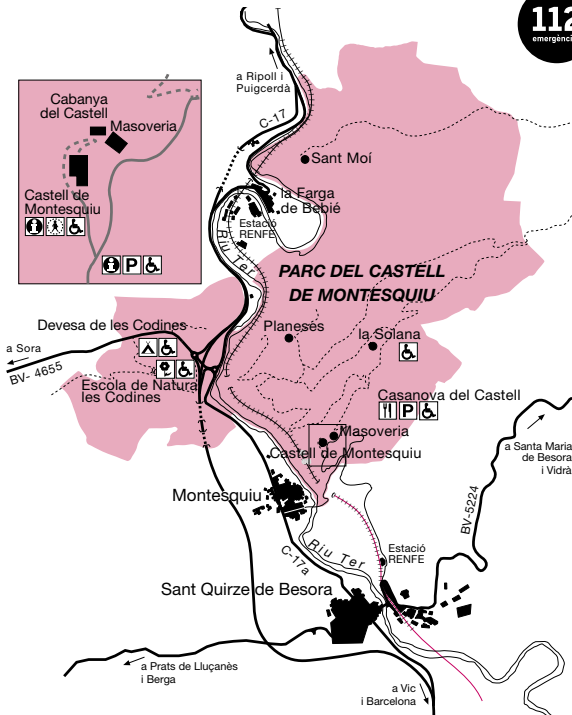 112
emergènci
a Ripoll i
Puigcerdà
C-17
Cabanya
del Castell
Masoveria
Castell de
Montesquiu
P
Sant Moí
la Farga
de Bebié
Estació
RENFE
Riu Ter
PARC DEL CASTELL
DE MONTESQUIU
Devesa de les Codines
a Sora
BV- 4655
Escola de Natura
les Codines
Planesès
la Solana
Casanova del Castell
P
Masoveria
Castell de Montesquiu
a Santa Maria
de Besora
i Vidrà
BV-5224
Montesquiu
C-17a
Riu Ter
Estació
RENFE
Sant Quirze de Besora
a Prats de Lluçanès
i Berga
a Vic
i Barcelona